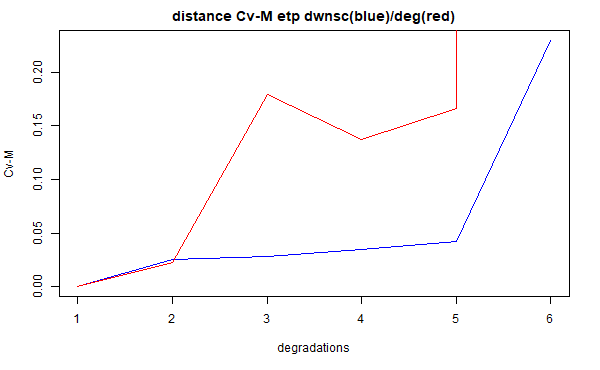 distance Cv-M etp dwnsc(blue)/deg(red)
Cv-M
0.20
0.15
0.10
0.05
0.00
1 2 3 4 5 6
degradations